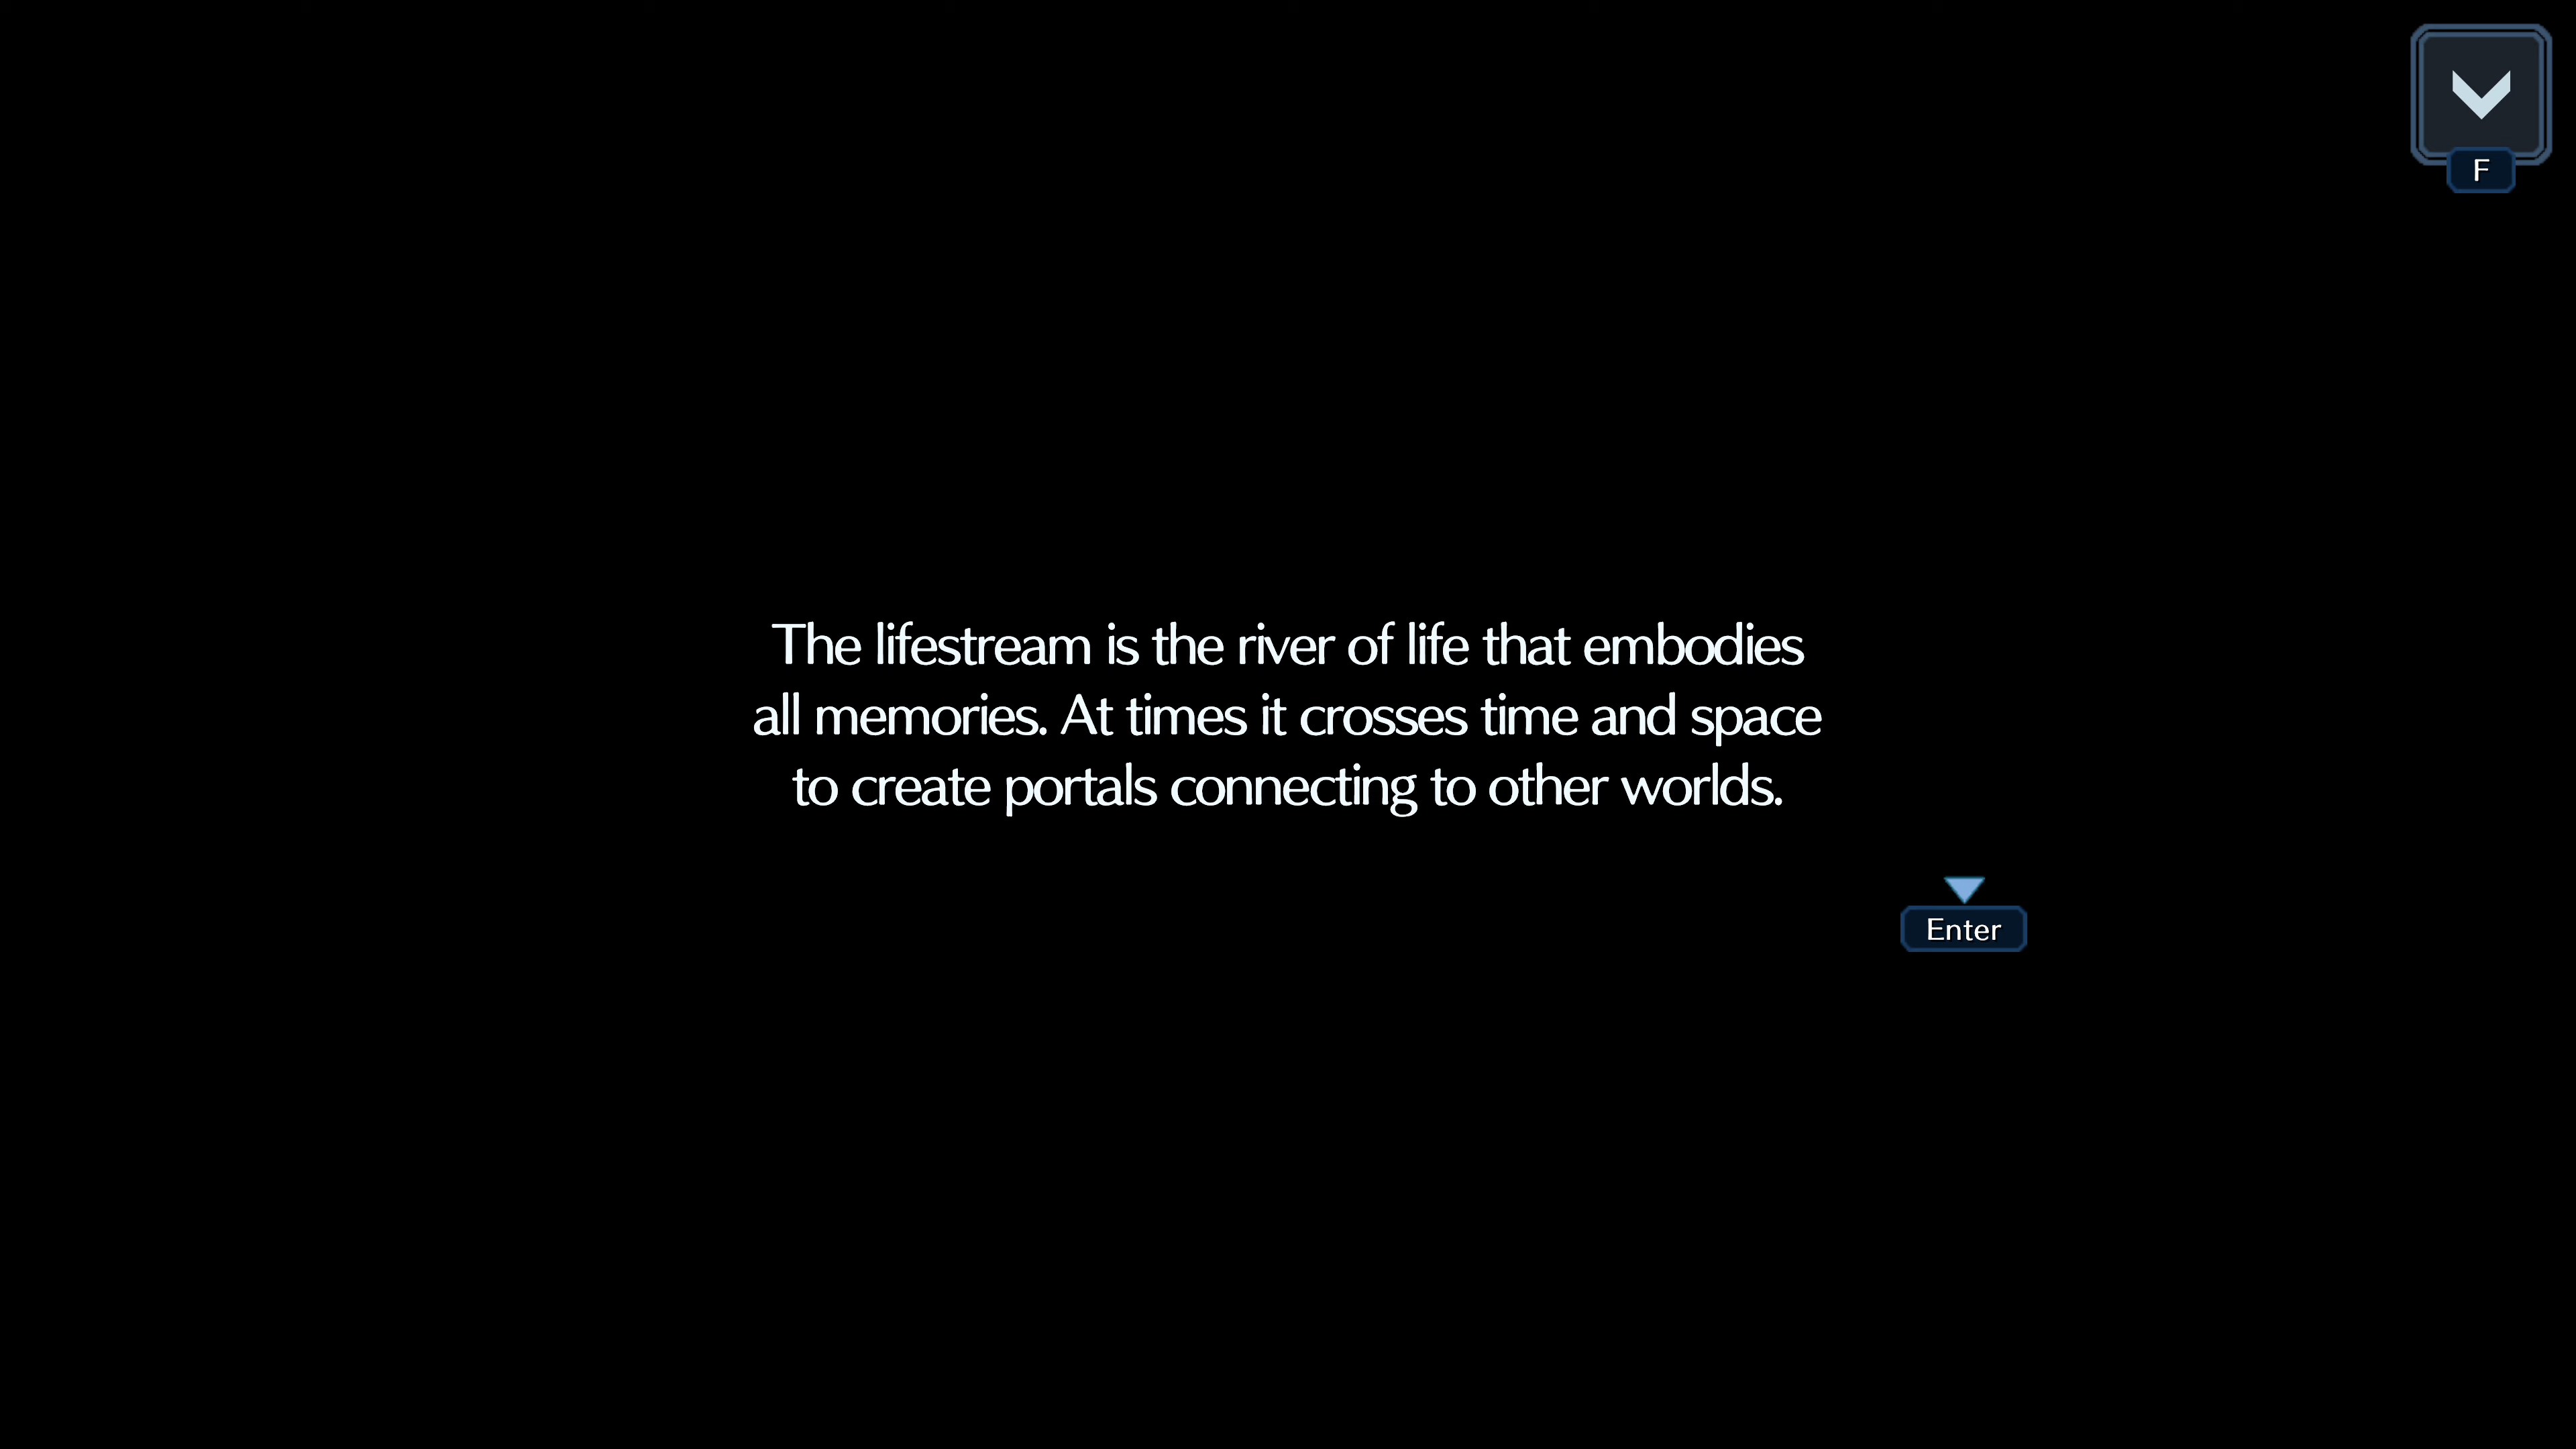 F
The lifestream is the river of life that embodies
all memories. At times it crosses time and space
to create portals connecting to other worlds.
Enter